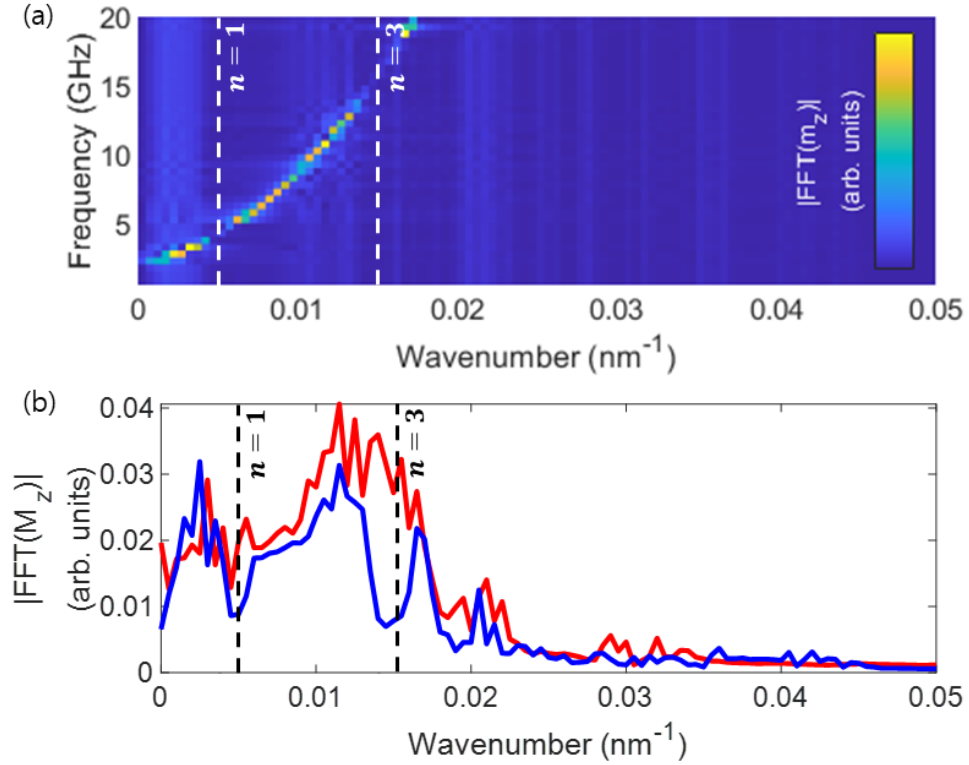 (a)
20
15
10
5
Frequency (GHz)
n = 1
n = 3
|FFT(m_z)|
(arb. units)
0
0.01
0.02
0.03
0.04
0.05
Wavenumber (nm⁻¹)
(b)
0.04
0.03
0.02
0.01
0
|FFT(M_z)|
(arb. units)
n = 1
n = 3
0
0.01
0.02
0.03
0.04
0.05
Wavenumber (nm⁻¹)